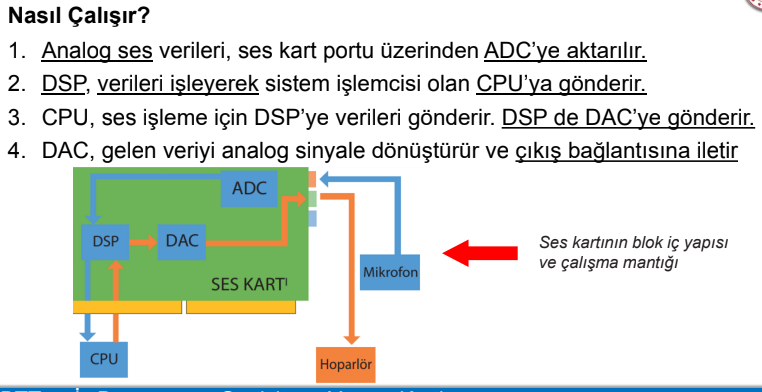 Nasıl Çalışır?
1. Analog ses verileri, ses kart portu üzerinden ADC’ye aktarılır.
2. DSP, verileri işleyerek sistem işlemcisi olan CPU’ya gönderir.
3. CPU, ses işleme için DSP’ye verileri gönderir. DSP de DAC’ye gönderir.
4. DAC, gelen veriyi analog sinyale dönüştürür ve çıkış bağlantısına iletir
ADC
DSP
DAC
SES KARTI
Mikrofon
Ses kartının blok iç yapısı
ve çalışma mantığı
CPU
Hoparlör